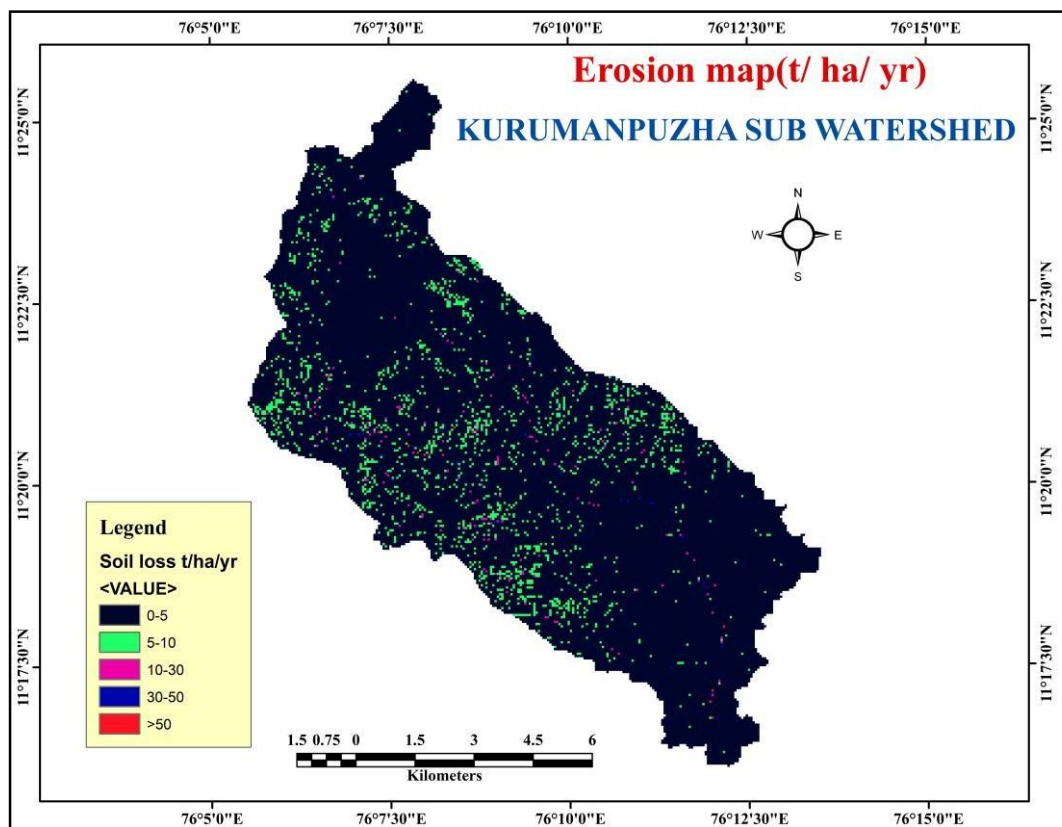 76°5'0"E 76°7'30"E 76°10'0"E 76°12'30"E 76°15'0"E
Erosion map(t/ ha/ yr)
KURUMANPUZHA SUB WATERSHED
N
W E
S
11°25'0"N 11°25'0"N
11°22'30"N 11°22'30"N
11°20'0"N 11°20'0"N
11°17'30"N 11°17'30"N
Legend
Soil loss t/ha/yr
<VALUE>
0-5
5-10
10-30
30-50
>50
1.5 0.75 0 1.5 3 4.5 6
Kilometers
76°5'0"E 76°7'30"E 76°10'0"E 76°12'30"E 76°15'0"E